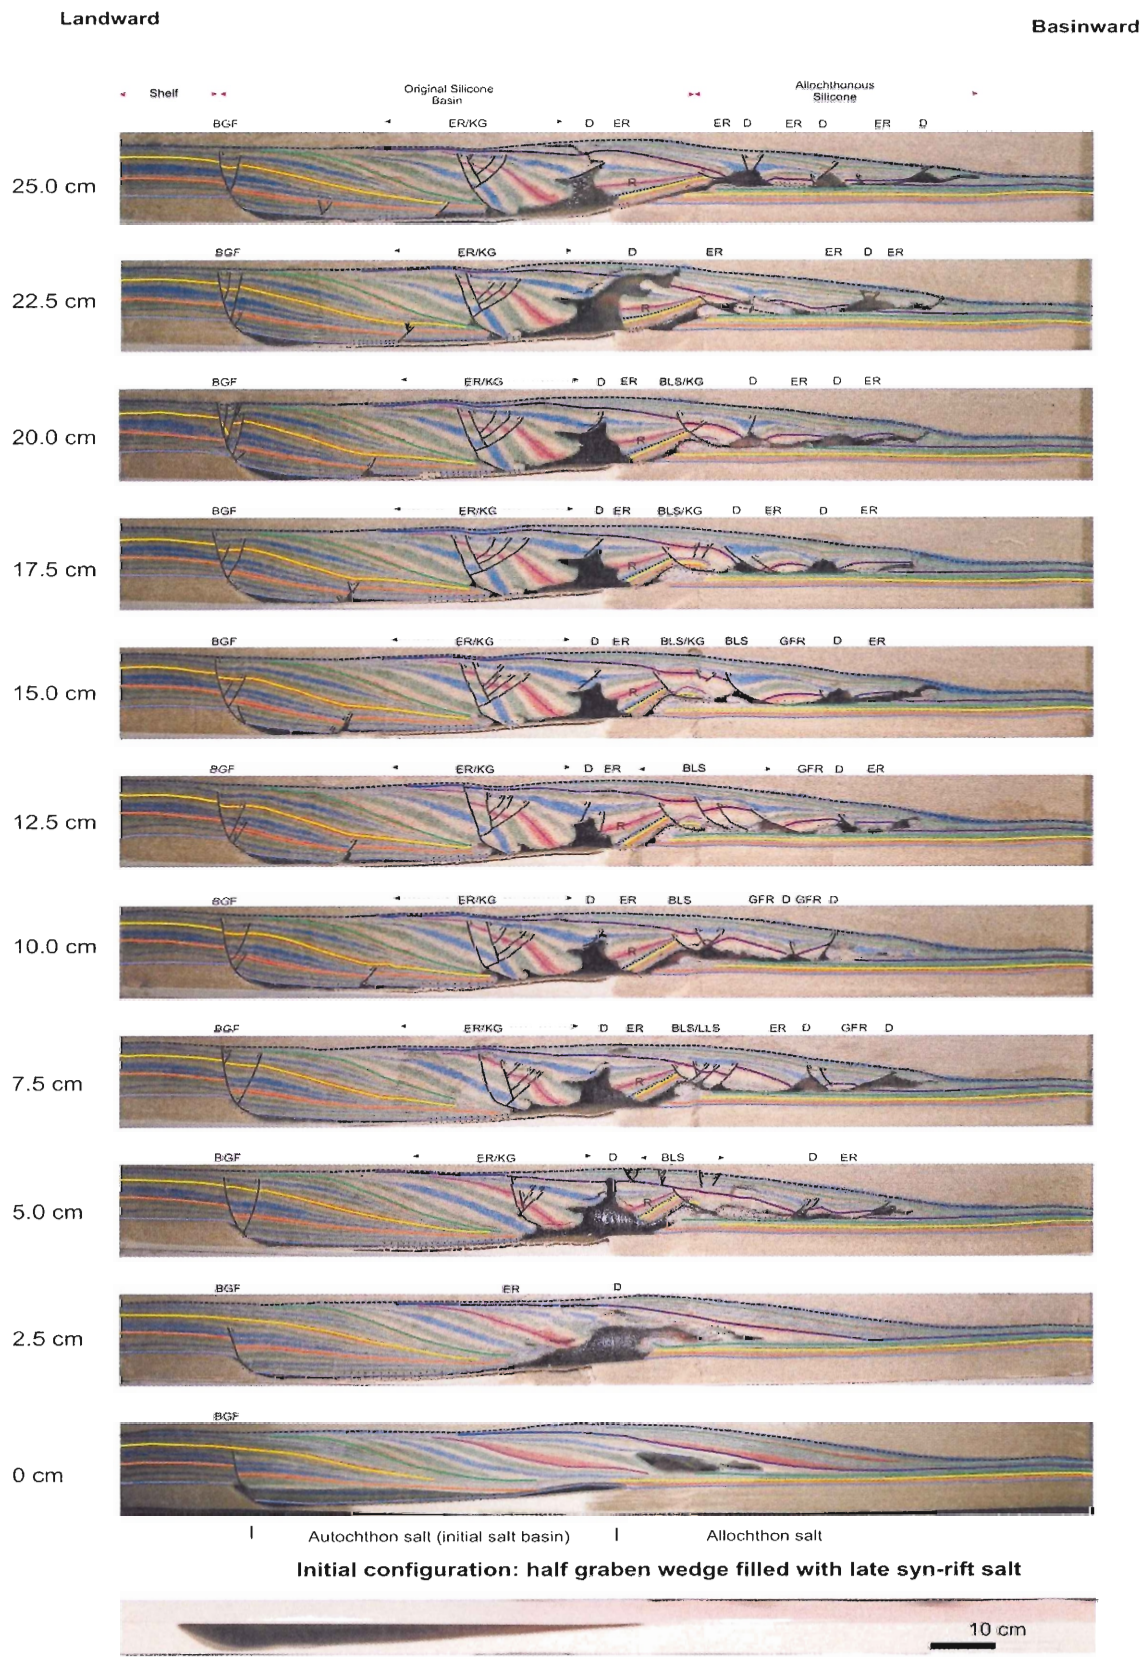 Landward
Basinward
Shelf
Original Silicone
Basin
Allochthonous
Silicone
BGF ER/KG D ER ER D ER D ER D
25.0 cm
R
BGF ER/KG D ER ER D ER
22.5 cm
R
BGF ER/KG D ER BLS/KG D ER D ER
20.0 cm
R
BGF ER/KG D ER BLS/KG D ER D ER
17.5 cm
R
BGF ER/KG D ER BLS/KG BLS GFR D ER
15.0 cm
R
BGF ER/KG D ER BLS GFR D ER
12.5 cm
R
BGF ER/KG D ER BLS GFR D GFR D
10.0 cm
R
BGF ER/KG D ER BLS/LLS ER D GFR D
7.5 cm
R
BGF ER/KG D BLS D ER
5.0 cm
R
BGF ER D
2.5 cm
BGF
0 cm
Autochthon salt (initial salt basin)
Allochthon salt
Initial configuration: half graben wedge filled with late syn-rift salt
10 cm